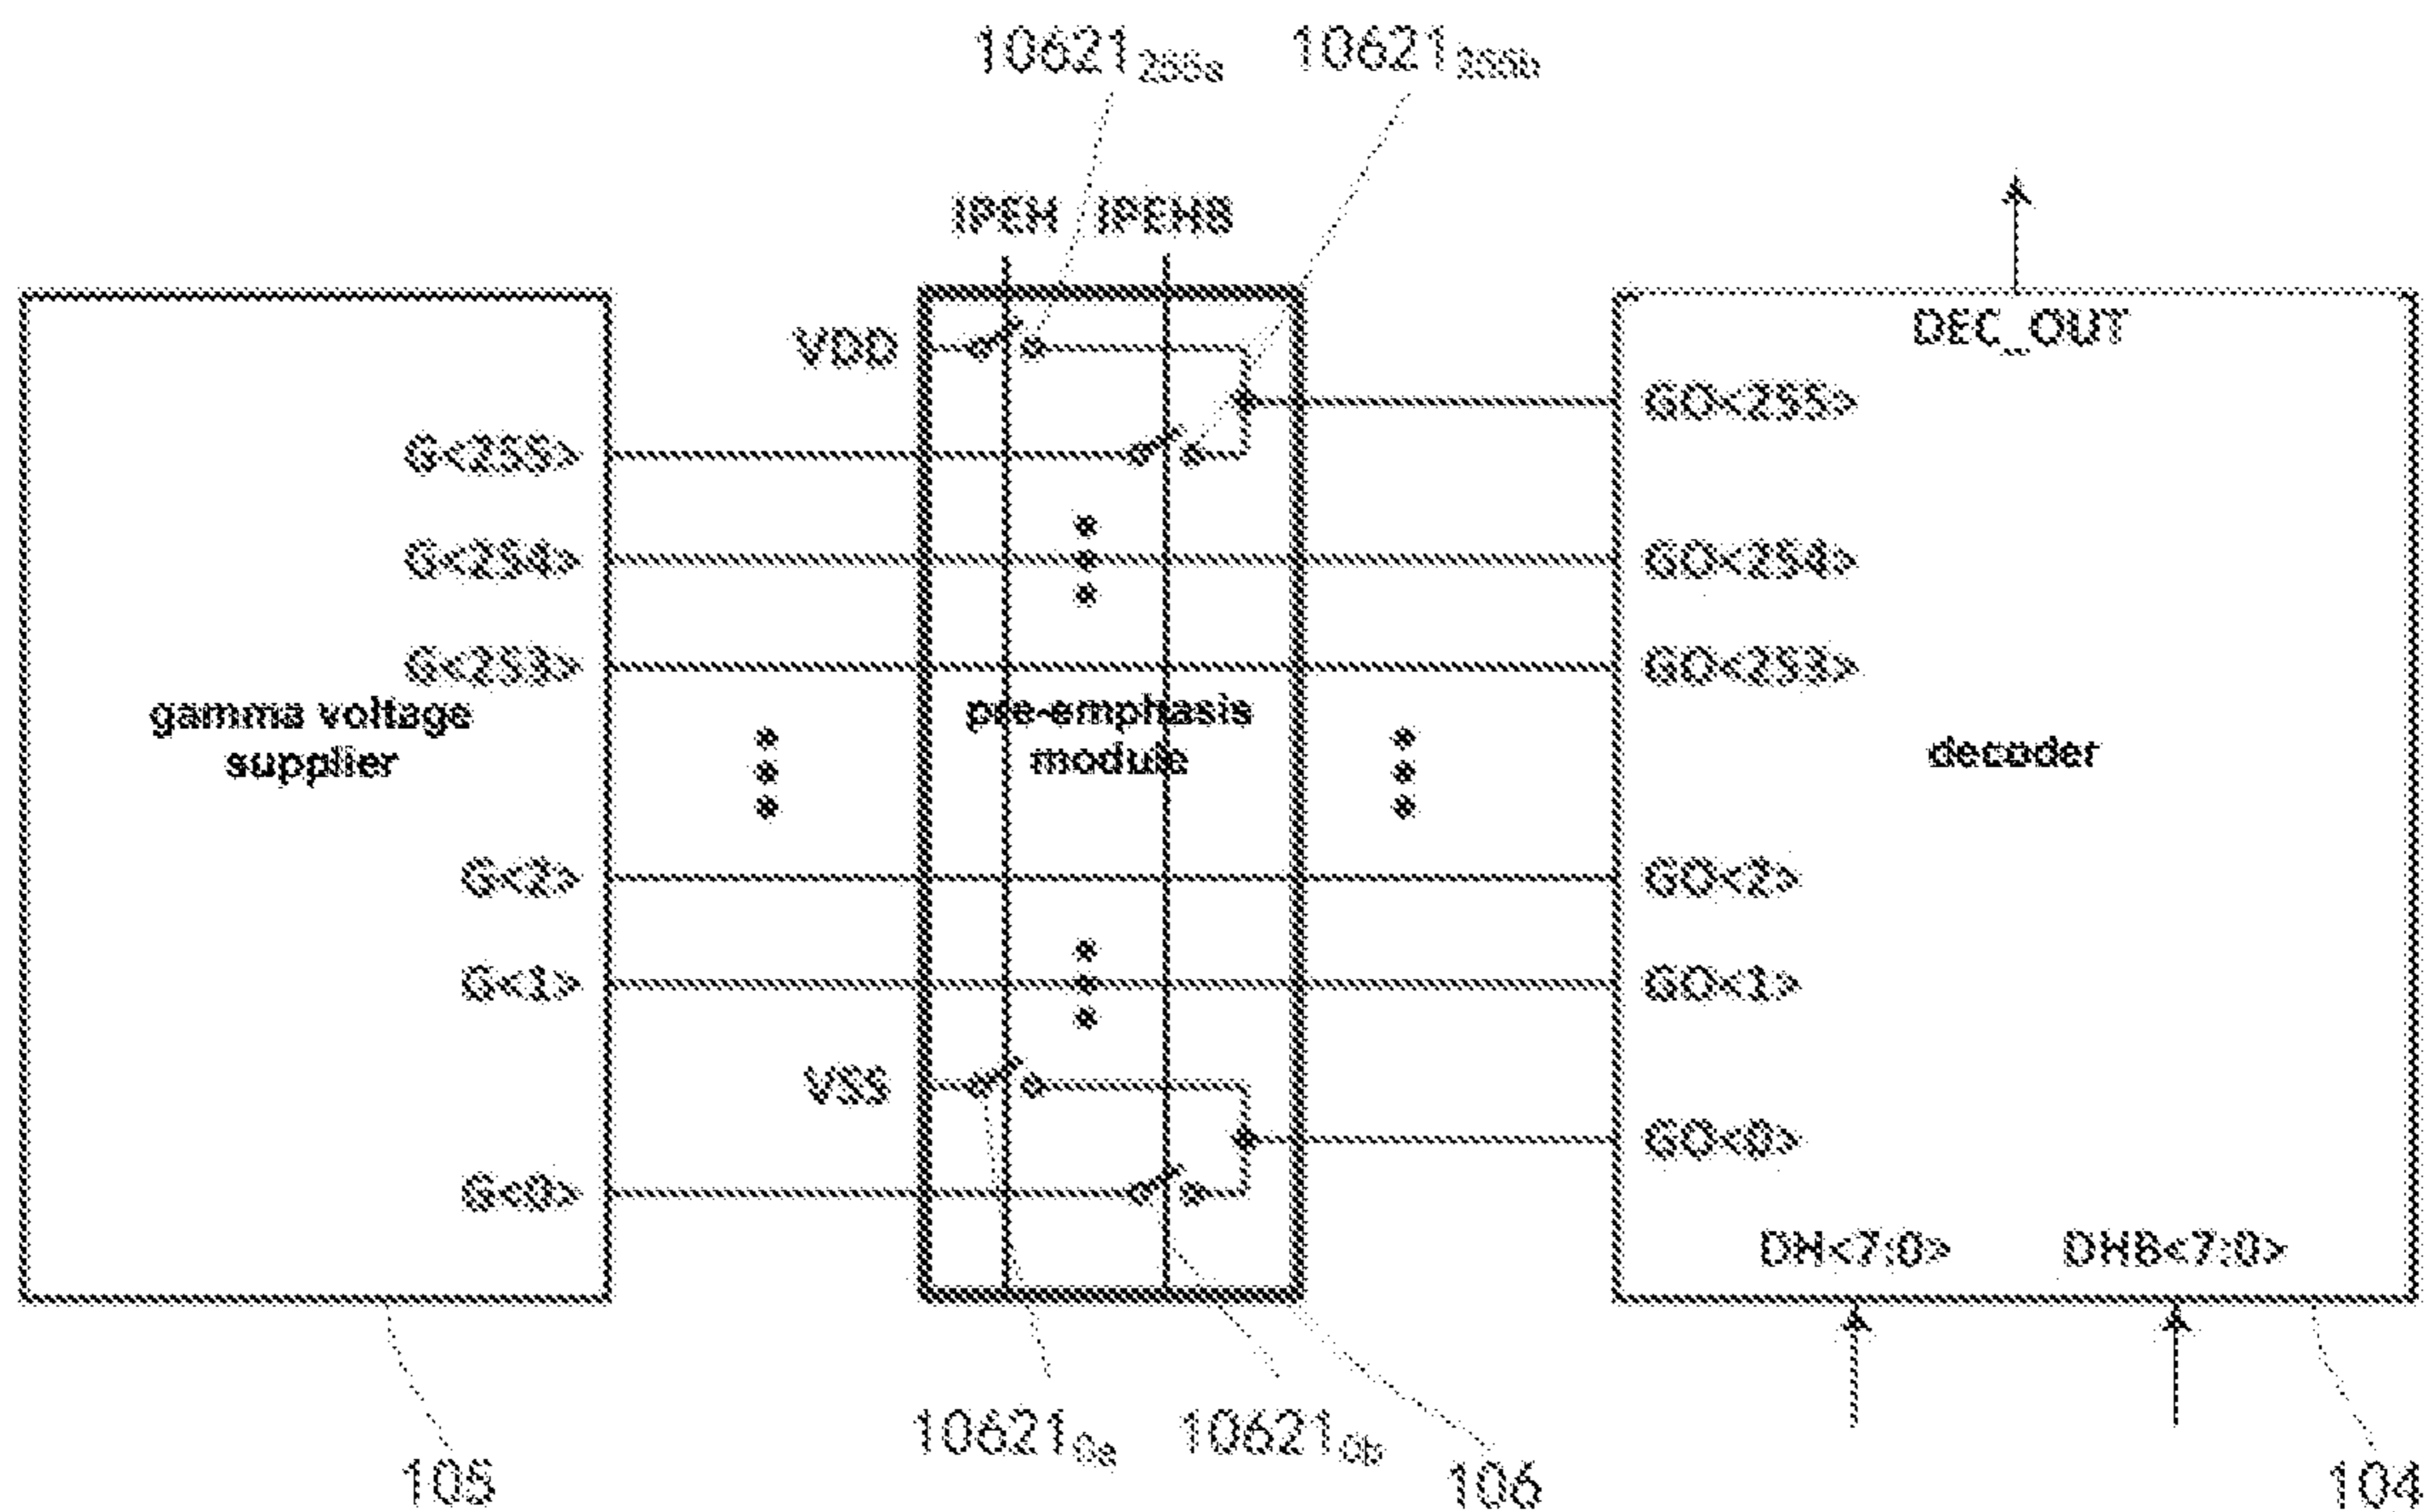 10621255a 10621255b
IPEH IPEHB
DEC_OUT
VDD
GO<255>
G<255>
G<254> GO<254>
G<253> GO<253>
gamma voltage
supplier
pre-emphasis
module
decoder
G<2> GO<2>
G<1> GO<1>
VSS
GO<0>
G<0>
DH<7:0> DHB<7:0>
106210a 106210b
105 106 104